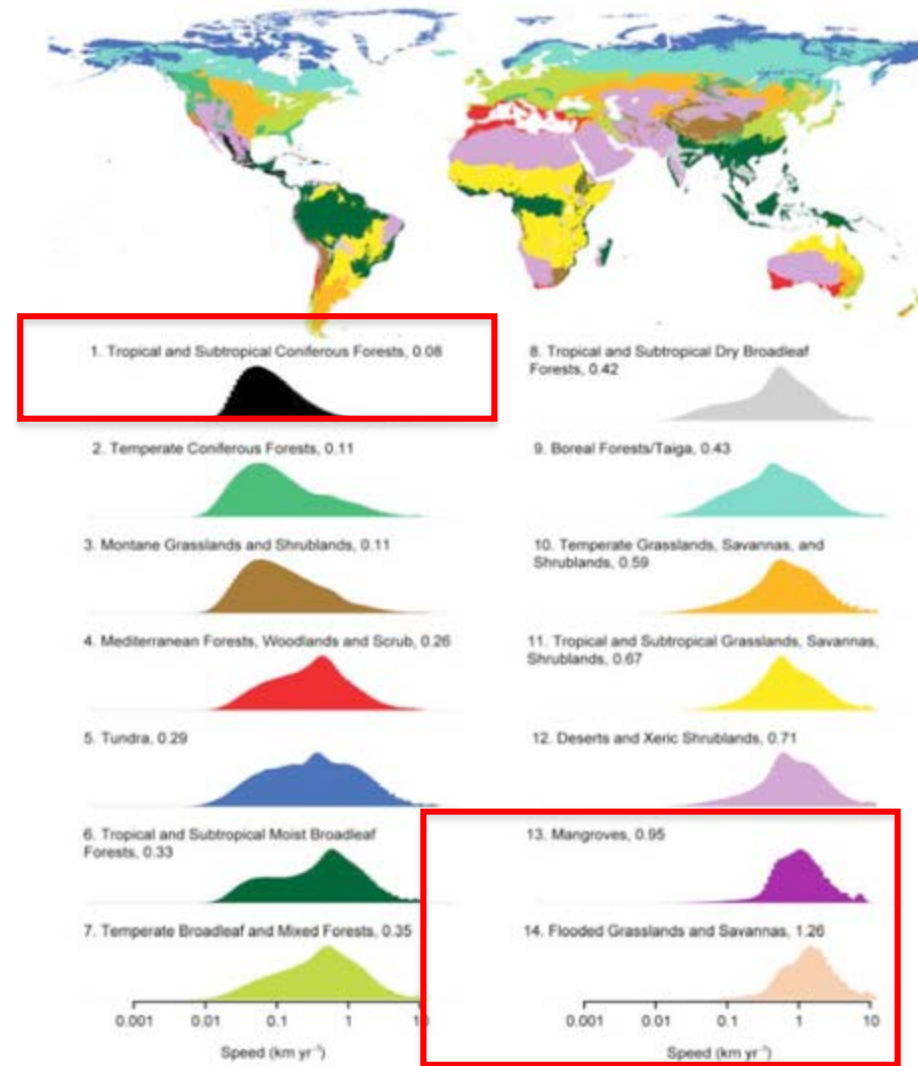 1. Tropical and Subtropical Coniferous Forests, 0.08
2. Temperate Coniferous Forests, 0.11
3. Montane Grasslands and Shrublands, 0.11
4. Mediterranean Forests, Woodlands and Scrub, 0.26
5. Tundra, 0.29
6. Tropical and Subtropical Moist Broadleaf
Forests, 0.33
7. Temperate Broadleaf and Mixed Forests, 0.35
0.001 0.01 0.1 1 10
Speed (km yr⁻¹)
8. Tropical and Subtropical Dry Broadleaf
Forests, 0.42
9. Boreal Forests/Taiga, 0.43
10. Temperate Grasslands, Savannas, and
Shrublands, 0.59
11. Tropical and Subtropical Grasslands, Savannas,
Shrublands, 0.67
12. Deserts and Xeric Shrublands, 0.71
13. Mangroves, 0.95
14. Flooded Grasslands and Savannas, 1.26
0.001 0.01 0.1 1 10
Speed (km yr⁻¹)